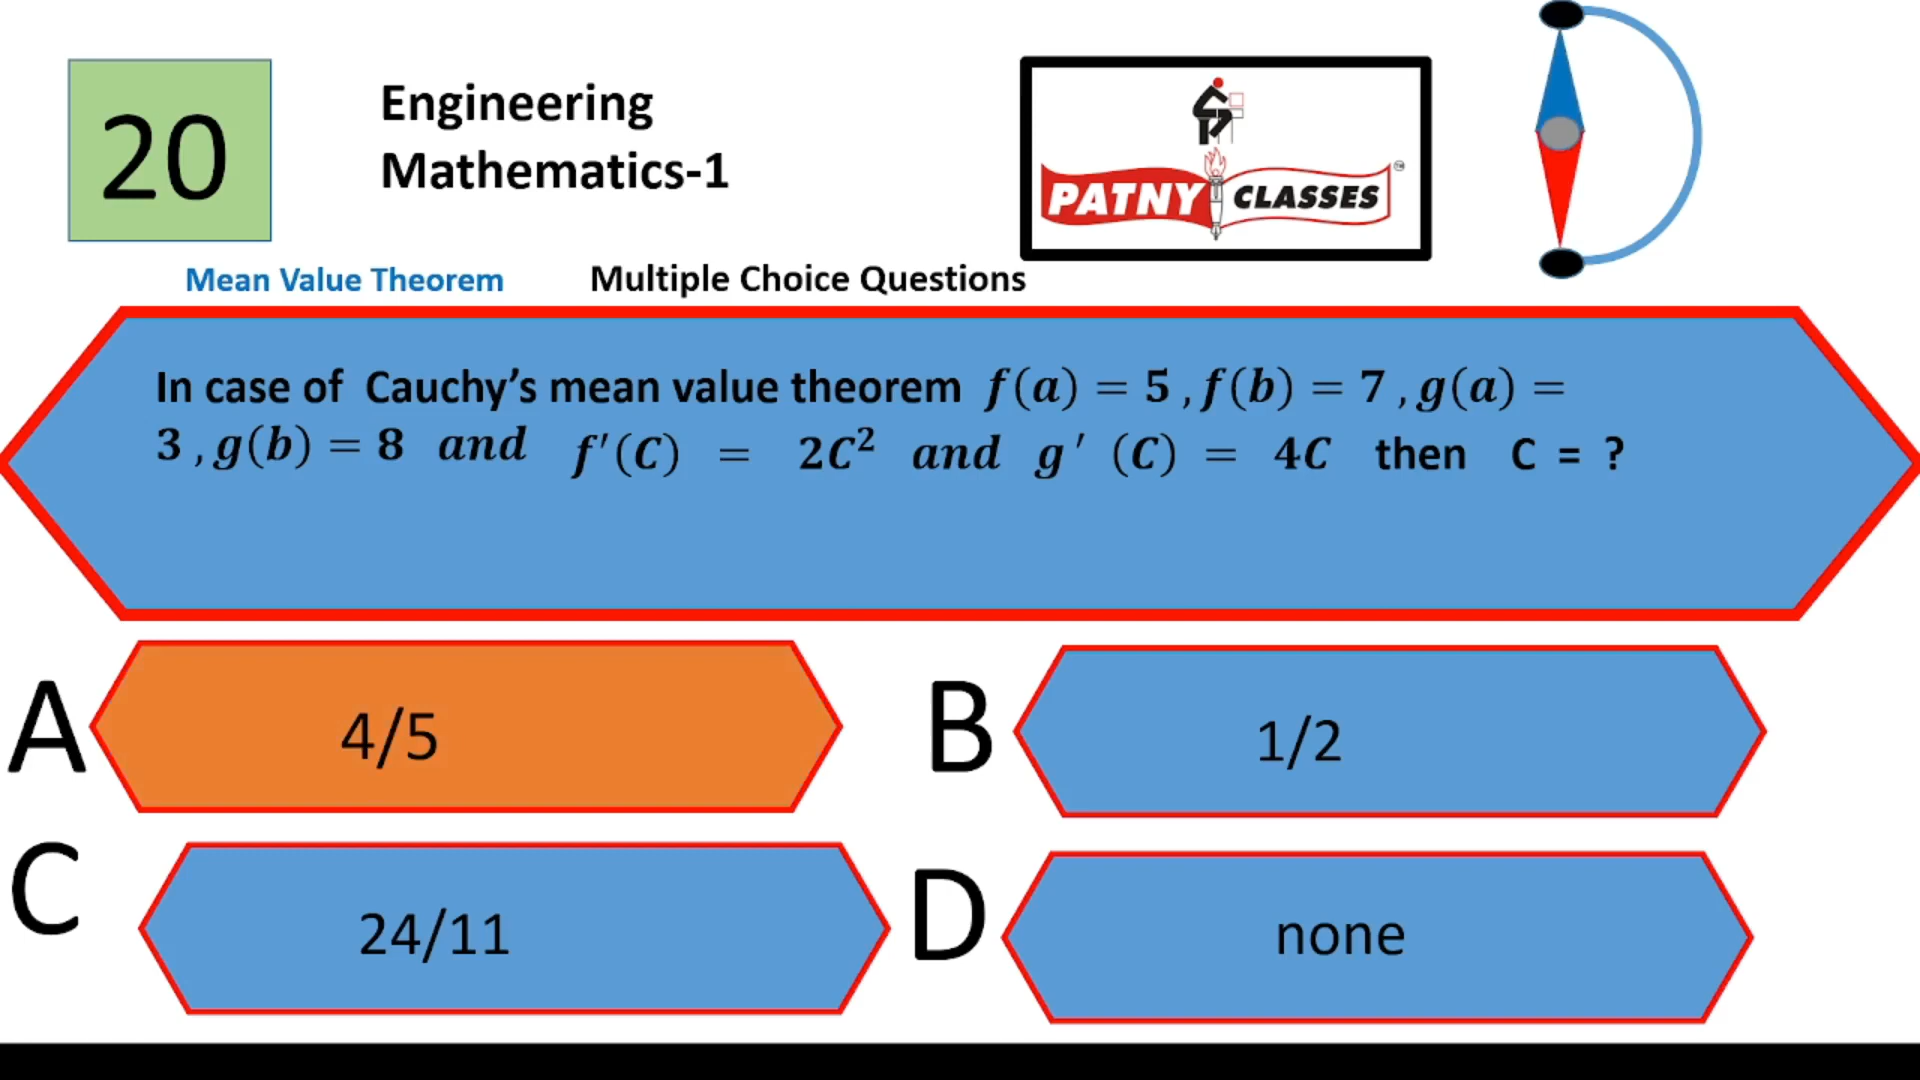 20
Engineering
Mathematics-1
PATNY CLASSES ™
Mean Value Theorem Multiple Choice Questions
In case of Cauchy’s mean value theorem f(a) = 5 , f(b) = 7 , g(a) =
3 , g(b) = 8 and f′(C) = 2C² and g′ (C) = 4C then C = ?
A 4/5
B 1/2
C 24/11
D none